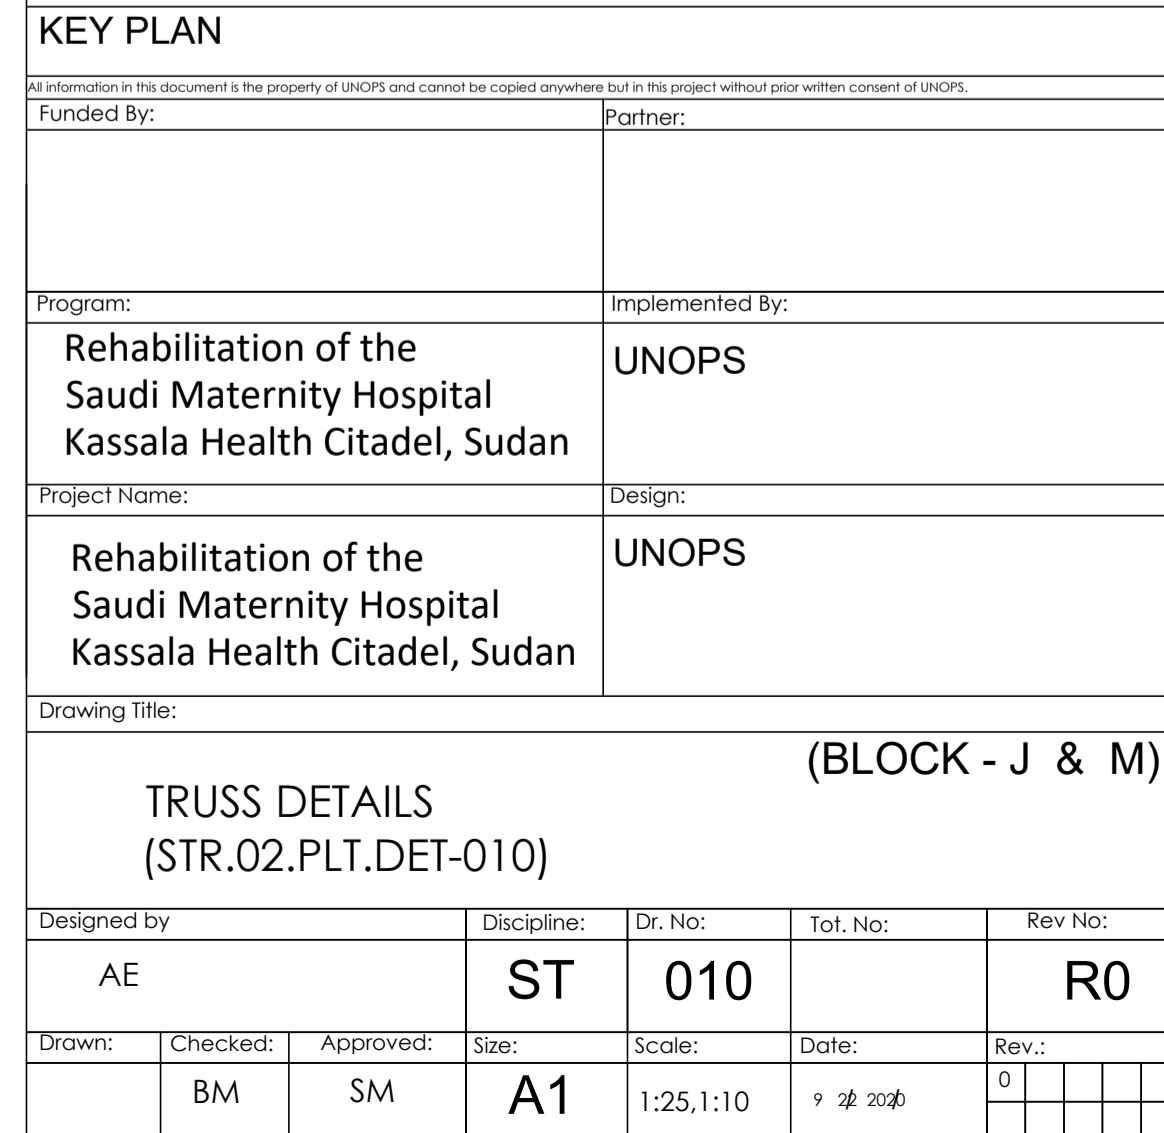 KEY PLAN
All information in this document is the property of UNOPS and cannot be copied anywhere but in this project without prior written consent of UNOPS.
Funded By:
Partner:
Program:
Implemented By:
Rehabilitation of the
Saudi Maternity Hospital
Kassala Health Citadel, Sudan
UNOPS
Project Name:
Design:
Rehabilitation of the
Saudi Maternity Hospital
Kassala Health Citadel, Sudan
UNOPS
Drawing Title:
(BLOCK - J & M)
TRUSS DETAILS
(STR.02.PLT.DET-010)
Designed by
Discipline:
Dr. No:
Tot. No:
Rev No:
AE
ST
010
R0
Drawn:
Checked:
Approved:
Size:
Scale:
Date:
Rev.:
BM
SM
A1
1:25,1:10
0